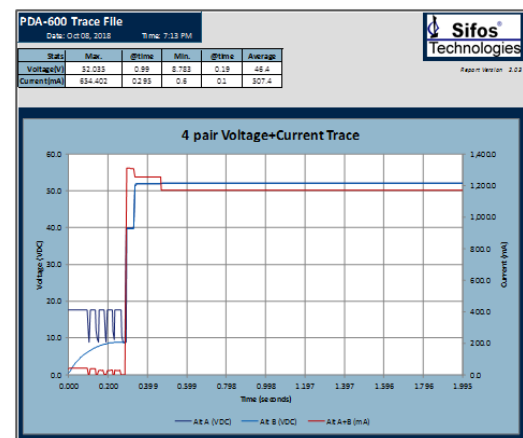 PDA-600 Trace File
Date: Oct 08, 2018 Time: 7:13 PM
Sifos®
Technologies
Stats Max. @time Min. @time Average
Voltage(V) 52.035 0.99 8.783 0.19 46.4
Current(mA) 654.402 0.295 0.6 0.1 507.4
Report Version 3.03
4 pair Voltage+Current Trace
60.0 1,400.0
50.0 1,200.0
1,000.0
40.0
800.0
30.0
600.0
20.0
400.0
10.0
200.0
0.0 0.0
Voltage (VDC)
Current (mA)
0.000 0.200 0.399 0.599 0.798 0.998 1.197 1.397 1.596 1.796 1.995
Time (seconds)
Alt A (VDC) Alt B (VDC) Alt A+B (mA)